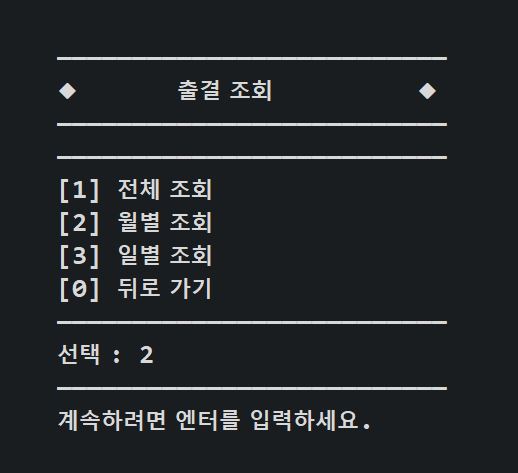 ◆ 출결 조회 ◆
[1] 전체 조회
[2] 월별 조회
[3] 일별 조회
[0] 뒤로 가기
선택 : 2
계속하려면 엔터를 입력하세요.